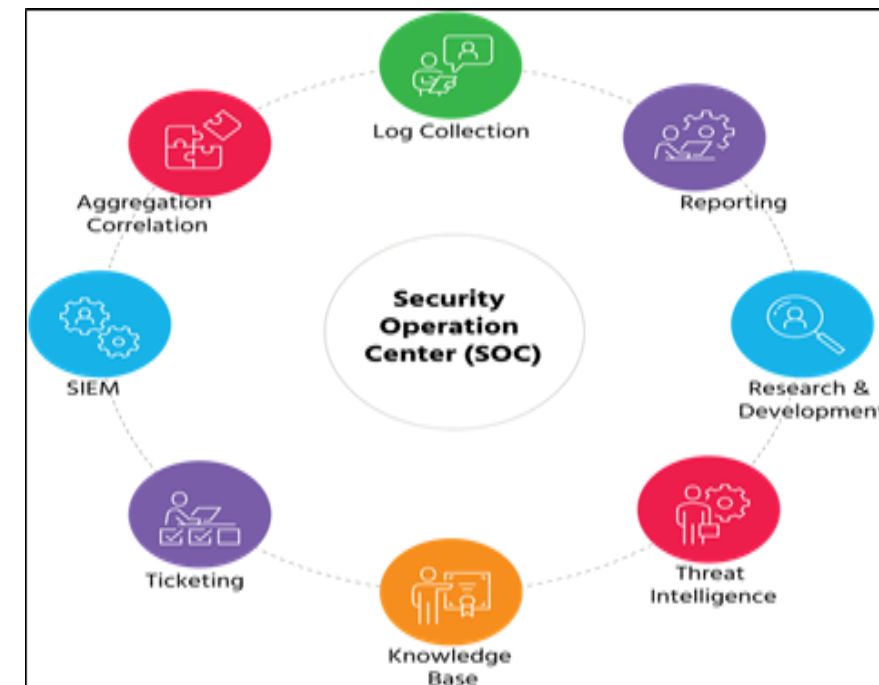 Log Collection
Aggregation
Correlation
Reporting
Security
Operation
Center (SOC)
SIEM
Research &
Development
Ticketing
Threat
Intelligence
Knowledge
Base